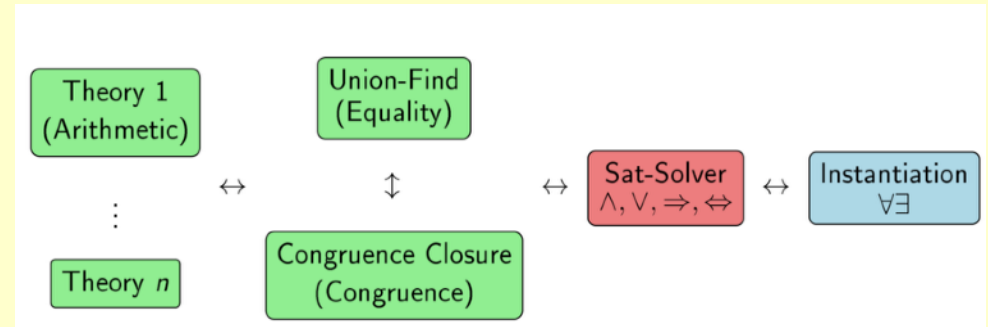 Theory 1
(Arithmetic)
⋮
Theory n
↔
Union-Find
(Equality)
↕
Congruence Closure
(Congruence)
↔
Sat-Solver
∧, ∨, ⇒, ⇔
↔
Instantiation
∀∃